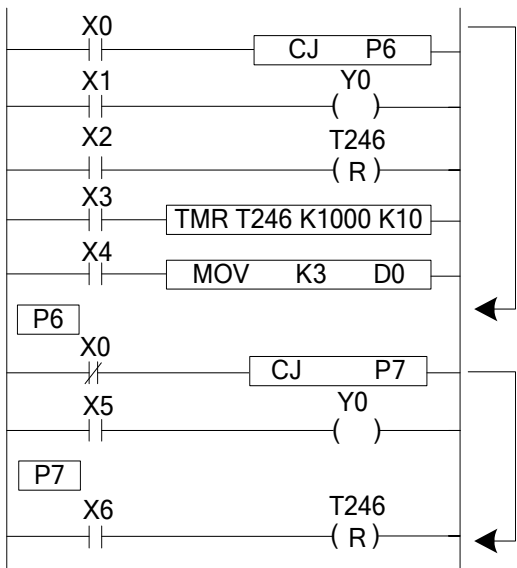 X0
CJ P6
X1
Y0
( )
X2
T246
( R )
X3
TMR T246 K1000 K10
X4
MOV K3 D0
P6
X0
CJ P7
X5
Y0
( )
P7
X6
T246
( R )